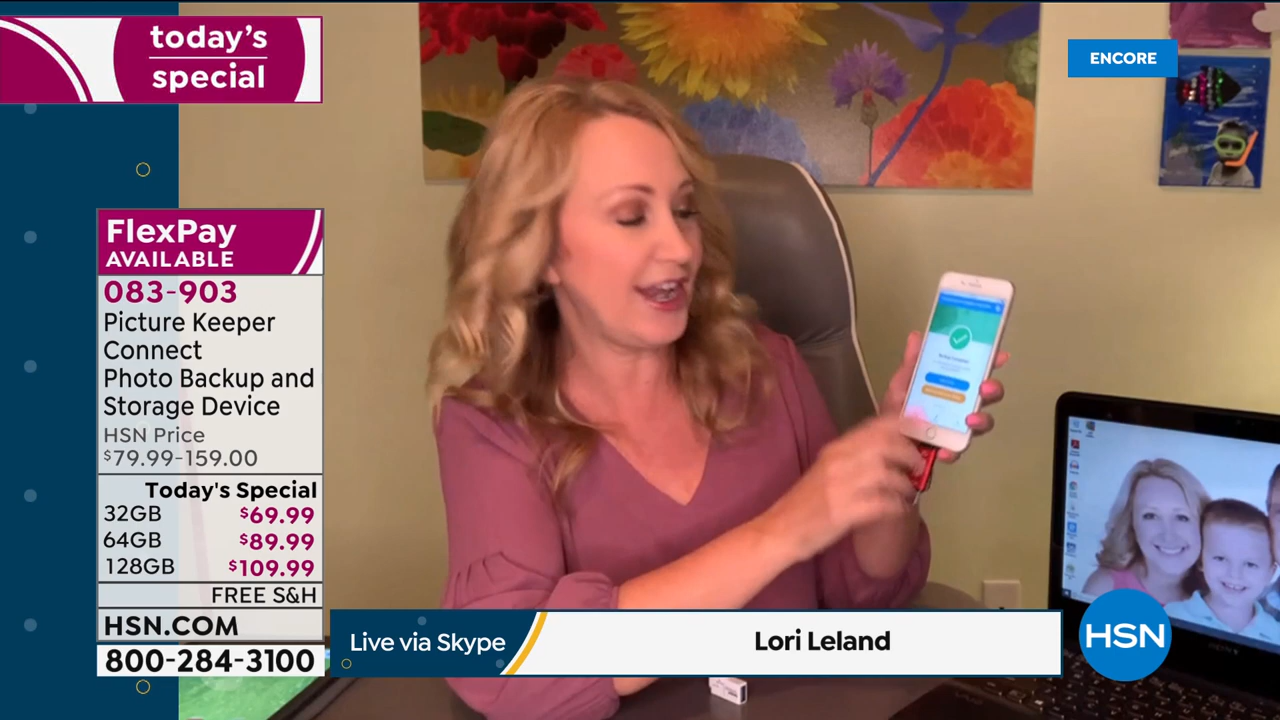 today's
special
ENCORE
FlexPay
AVAILABLE
083-903
Picture Keeper
Connect
Photo Backup and
Storage Device
HSN Price
$79.99-159.00
Today's Special
32GB $69.99
64GB $89.99
128GB $109.99
FREE S&H
HSN.COM
800-284-3100
Live via Skype
Lori Leland
HSN